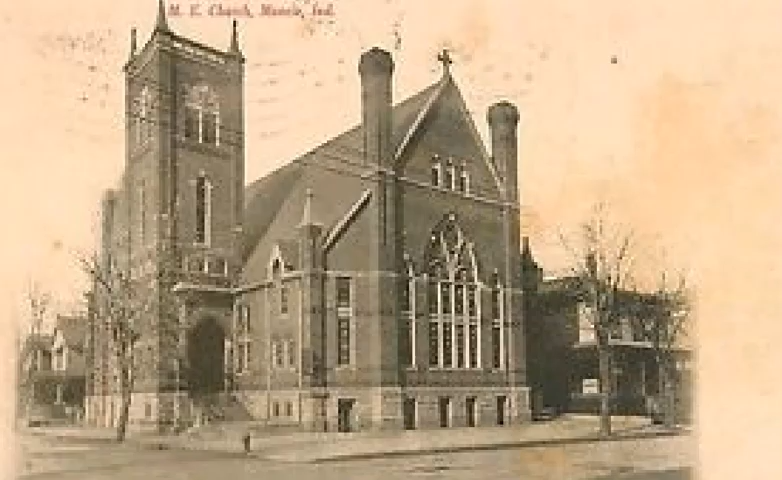 M. E. Church, Muncie, Ind.